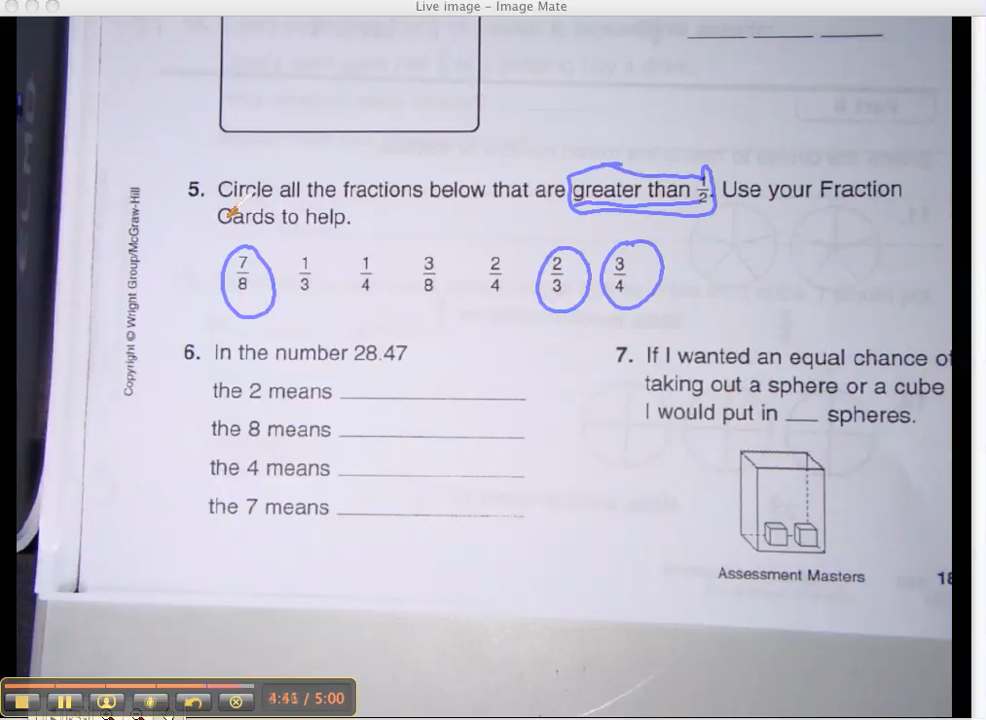 Live image - Image Mate
5. Circle all the fractions below that are greater than 1/2. Use your Fraction
Cards to help.
7/8 1/3 1/4 3/8 2/4 2/3 3/4
6. In the number 28.47
the 2 means
the 8 means
the 4 means
the 7 means
7. If I wanted an equal chance of
taking out a sphere or a cube
I would put in ___ spheres.
Assessment Masters 18
Copyright © Wright Group/McGraw-Hill
ELMO
4:41 / 5:00